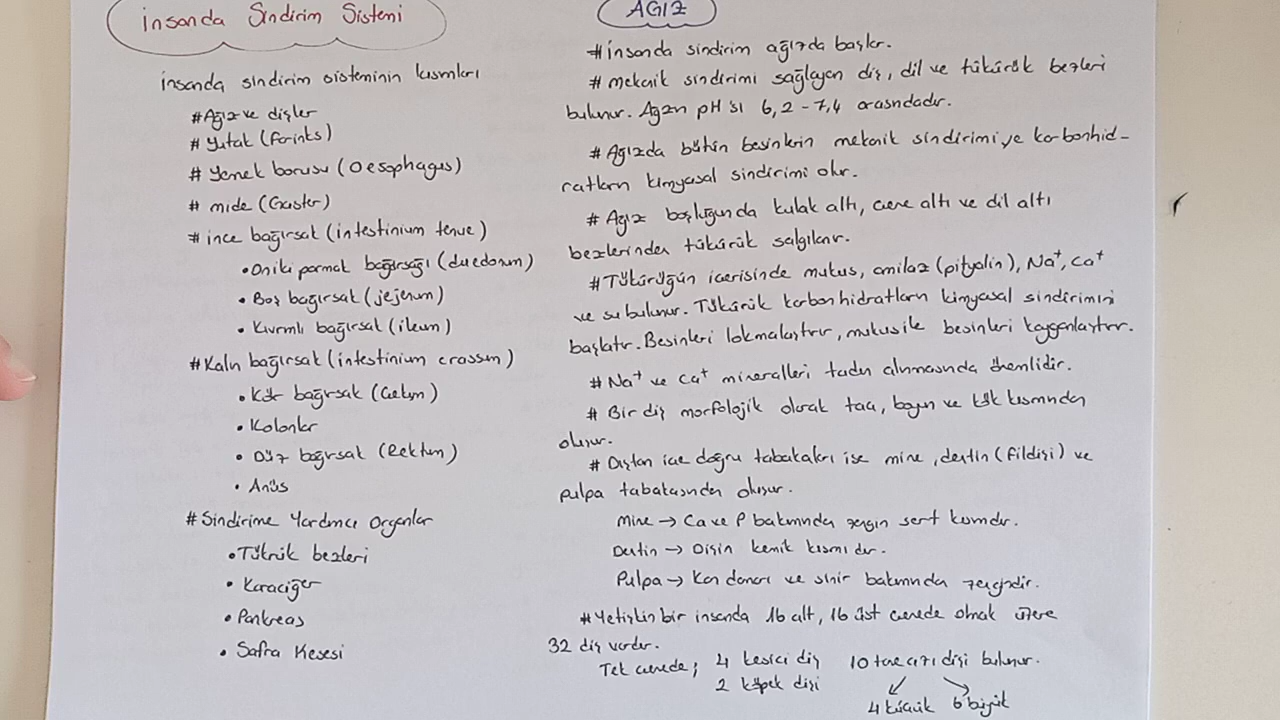 İnsanda Sindirim Sistemi
İnsanda sindirim sisteminin kısımları
#Ağız ve dişler
#Yutak (Farinks)
#Yemek borusu (Oesophagus)
#mide (Gaster)
#ince bağırsak (intestinium tenue)
•Oniki parmak bağırsağı (duedonum)
•Boş bağırsak (jejenum)
•Kıvrımlı bağırsak (ileum)
#Kalın bağırsak (intestinium crassum)
•Kör bağırsak (Çekum)
•Kolonlar
•Düz bağırsak (Rektum)
•Anüs
#Sindirime Yardımcı Organlar
•Tükrük bezleri
•Karaciğer
•Pankreas
•Safra Kesesi
AĞIZ
#İnsanda sindirim ağızda başlar.
#mekanik sindirimi sağlayan diş, dil ve tükürük bezleri
bulunur. Ağzın pH'sı 6,2-7,4 arasındadır.
#Ağızda bütün besinlerin mekanik sindirimi ve karbonhid-
ratların kimyasal sindirimi olur.
#Ağız boşluğunda kulak altı, çene altı ve dil altı
bezlerinden tükürük salgılanır.
#Tükürüğün içerisinde mukus, amilaz (pityalin), Na⁺, Ca⁺
ve su bulunur. Tükürük karbonhidratların kimyasal sindirimini
başlatır. Besinleri lokmalaştırır, mukus ile besinleri kayganlaştırır.
#Na⁺ ve Ca⁺ mineralleri tadın alınmasında önemlidir.
#Bir diş morfolojik olarak taç, boyun ve kök kısmından
oluşur.
#Dıştan içe doğru tabakaları ise mine, dentin (fildişi) ve
pulpa tabakasından oluşur.
Mine → Ca ve P bakımından zengin sert kısımdır.
Dentin → Dişin kemik kısmıdır.
Pulpa → Kan damarı ve sinir bakımından zengindir.
#Yetişkin bir insanda 16 alt, 16 üst çenede olmak üzere
32 diş vardır.
Tek çenede; 4 kesici diş 10 tane azı dişi bulunur.
2 köpek dişi
4 küçük 6 büyük